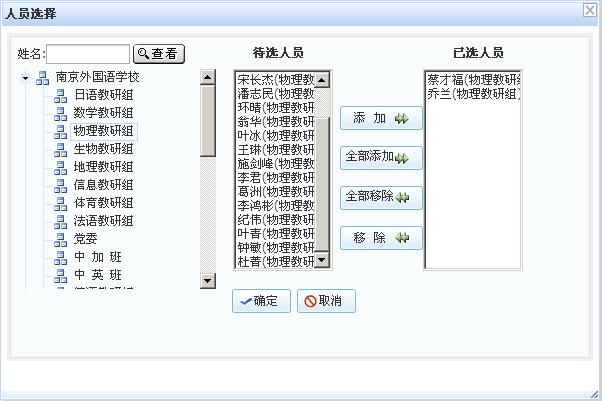 人员选择
姓名: 查看
待选人员
已选人员
南京外国语学校
日语教研组
数学教研组
物理教研组
生物教研组
地理教研组
信息教研组
体育教研组
法语教研组
党委
中 加 班
中 英 班
宋长杰(物理教
潘志民(物理教
环晴(物理教研
翁华(物理教研
叶冰(物理教研
王琳(物理教研
施剑峰(物理教
李君(物理教研
葛洲(物理教研
李鸿彬(物理教
纪伟(物理教研
叶青(物理教研
钟敏(物理教研
杜菁(物理教研
添 加
全部添加
全部移除
移 除
蔡才福(物理教研组
乔兰(物理教研组)
确定
取消